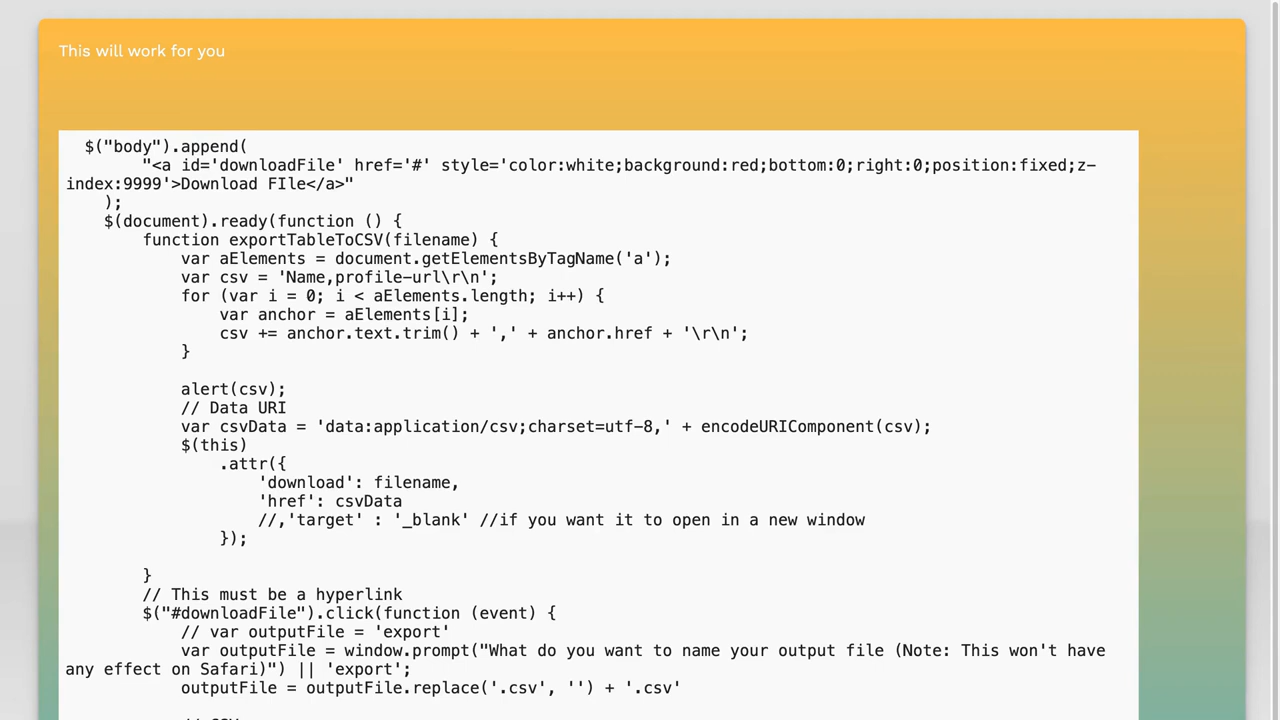 This will work for you
$("body").append(
"<a id='downloadFile' href='#' style='color:white;background:red;bottom:0;right:0;position:fixed;z-
index:9999'>Download FIle</a>"
);
$(document).ready(function () {
function exportTableToCSV(filename) {
var aElements = document.getElementsByTagName('a');
var csv = 'Name,profile-url\r\n';
for (var i = 0; i < aElements.length; i++) {
var anchor = aElements[i];
csv += anchor.text.trim() + ',' + anchor.href + '\r\n';
}
alert(csv);
// Data URI
var csvData = 'data:application/csv;charset=utf-8,' + encodeURIComponent(csv);
$(this)
.attr({
'download': filename,
'href': csvData
//,'target' : '_blank' //if you want it to open in a new window
});
}
// This must be a hyperlink
$("#downloadFile").click(function (event) {
// var outputFile = 'export'
var outputFile = window.prompt("What do you want to name your output file (Note: This won't have
any effect on Safari)") || 'export';
outputFile = outputFile.replace('.csv', '') + '.csv'